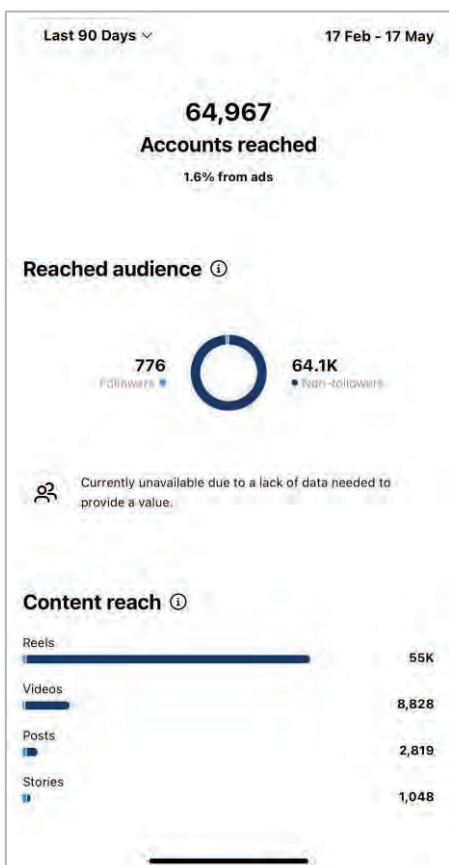 Last 90 Days
17 Feb - 17 May
64,967
Accounts reached
1.6% from ads
Reached audience
776
Followers
64.1K
Non-followers
Currently unavailable due to a lack of data needed to
provide a value.
Content reach
Reels
55K
Videos
8,828
Posts
2,819
Stories
1,048